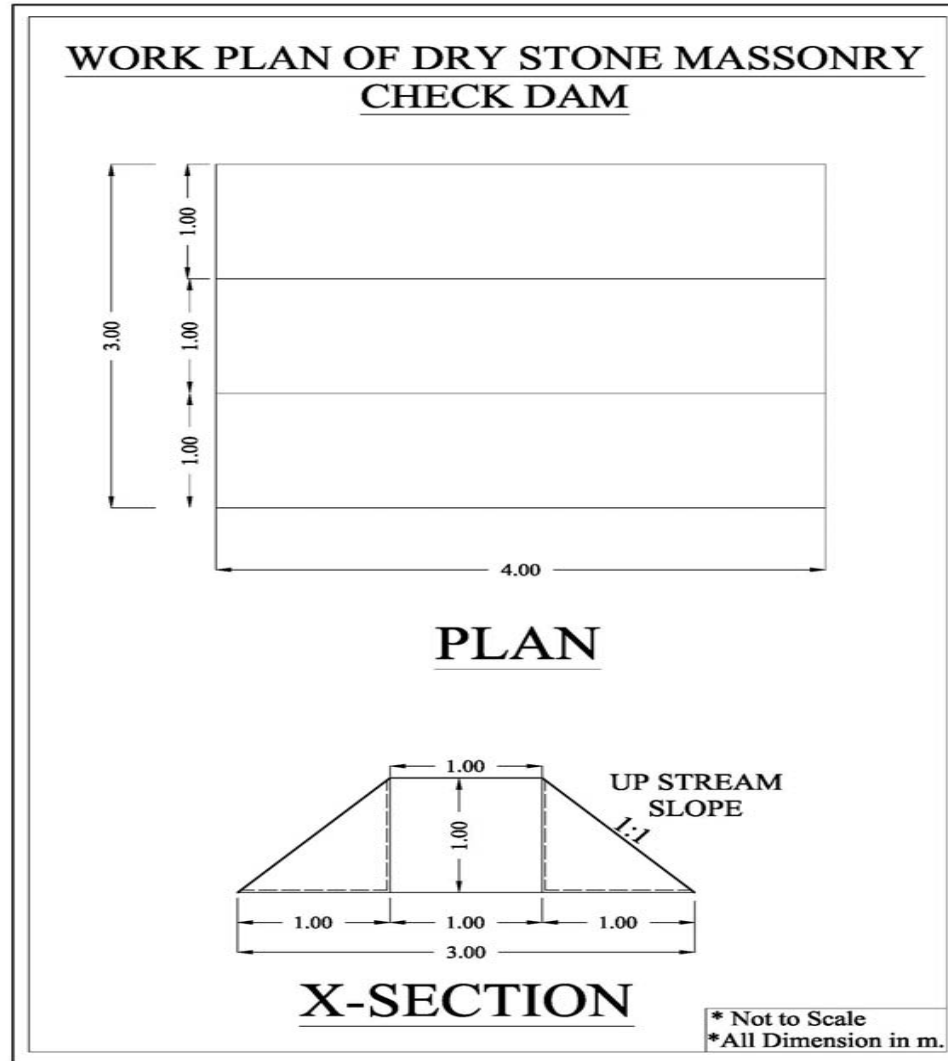 WORK PLAN OF DRY STONE MASSONRY
CHECK DAM
1.00
3.00
1.00
1.00
4.00
PLAN
1.00
UP STREAM
SLOPE
1:1
1.00
1.00 1.00 1.00
3.00
X-SECTION
* Not to Scale
*All Dimension in m.